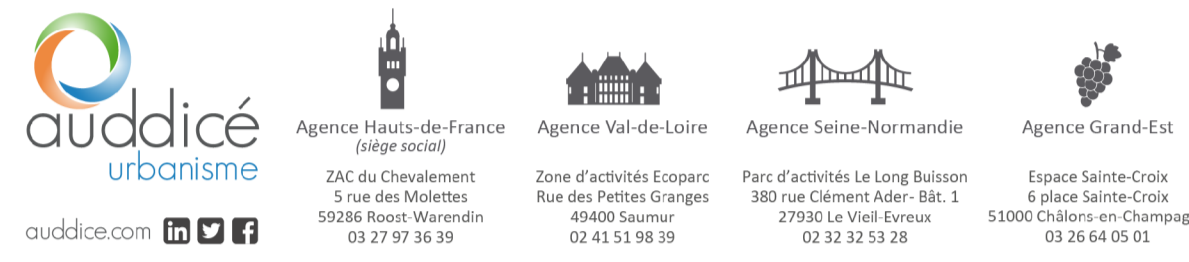 auddicé
urbanisme
auddice.com
Agence Hauts-de-France
(siège social)
ZAC du Chevalement
5 rue des Molettes
59286 Roost-Warendin
03 27 97 36 39
Agence Val-de-Loire
Zone d'activités Ecoparc
Rue des Petites Granges
49400 Saumur
02 41 51 98 39
Agence Seine-Normandie
Parc d'activités Le Long Buisson
380 rue Clément Ader- Bât. 1
27930 Le Vieil-Evreux
02 32 32 53 28
Agence Grand-Est
Espace Sainte-Croix
6 place Sainte-Croix
51000 Châlons-en-Champag
03 26 64 05 01